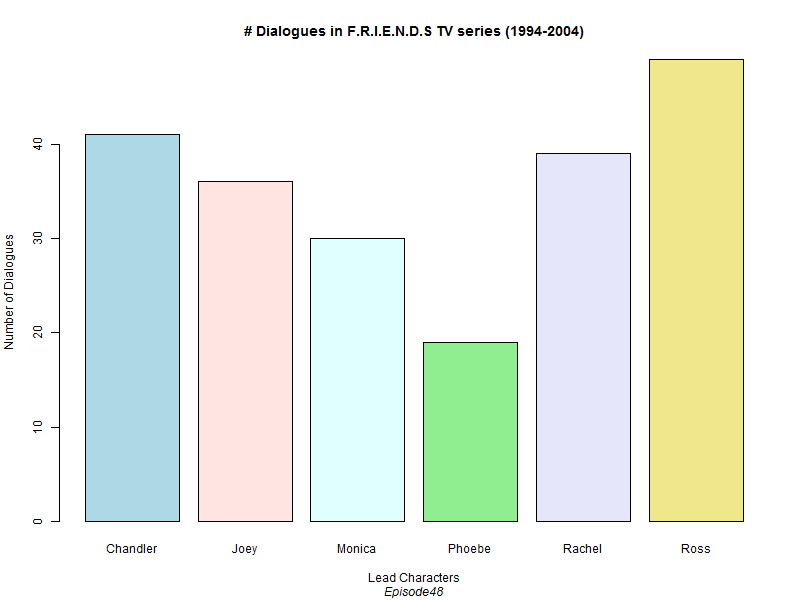 # Dialogues in F.R.I.E.N.D.S TV series (1994-2004)
Number of Dialogues
40
30
20
10
0
Chandler Joey Monica Phoebe Rachel Ross
Lead Characters
Episode48